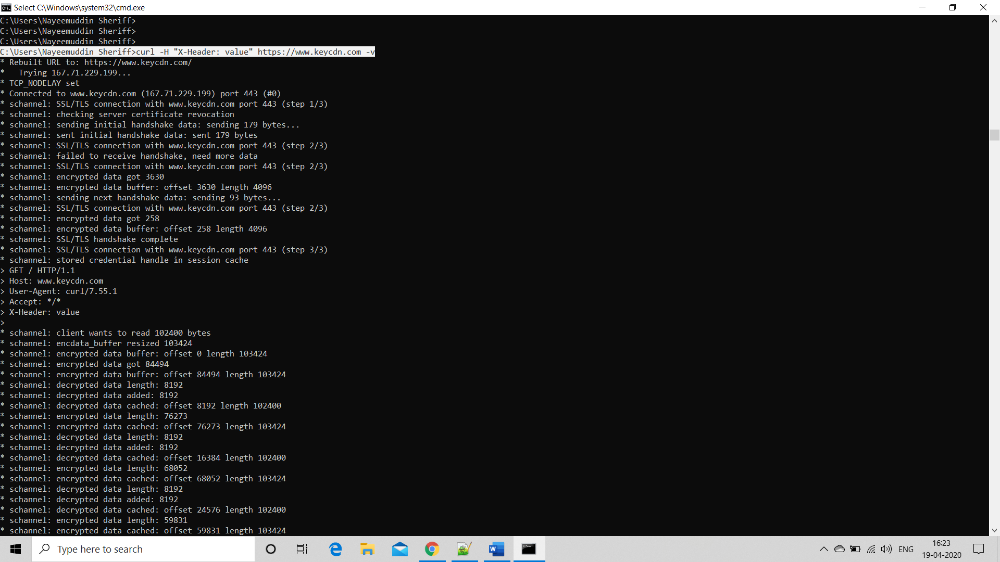 Select C:\Windows\system32\cmd.exe
C:\Users\Nayeemuddin Sheriff>
C:\Users\Nayeemuddin Sheriff>
C:\Users\Nayeemuddin Sheriff>
C:\Users\Nayeemuddin Sheriff>curl -H "X-Header: value" https://www.keycdn.com -v
* Rebuilt URL to: https://www.keycdn.com/
*   Trying 167.71.229.199...
* TCP_NODELAY set
* Connected to www.keycdn.com (167.71.229.199) port 443 (#0)
* schannel: SSL/TLS connection with www.keycdn.com port 443 (step 1/3)
* schannel: checking server certificate revocation
* schannel: sending initial handshake data: sending 179 bytes...
* schannel: sent initial handshake data: sent 179 bytes
* schannel: SSL/TLS connection with www.keycdn.com port 443 (step 2/3)
* schannel: failed to receive handshake, need more data
* schannel: SSL/TLS connection with www.keycdn.com port 443 (step 2/3)
* schannel: encrypted data got 3630
* schannel: encrypted data buffer: offset 3630 length 4096
* schannel: sending next handshake data: sending 93 bytes...
* schannel: SSL/TLS connection with www.keycdn.com port 443 (step 2/3)
* schannel: encrypted data got 258
* schannel: encrypted data buffer: offset 258 length 4096
* schannel: SSL/TLS handshake complete
* schannel: SSL/TLS connection with www.keycdn.com port 443 (step 3/3)
* schannel: stored credential handle in session cache
> GET / HTTP/1.1
> Host: www.keycdn.com
> User-Agent: curl/7.55.1
> Accept: */*
> X-Header: value
>
* schannel: client wants to read 102400 bytes
* schannel: encdata_buffer resized 103424
* schannel: encrypted data buffer: offset 0 length 103424
* schannel: encrypted data got 84494
* schannel: encrypted data buffer: offset 84494 length 103424
* schannel: decrypted data length: 8192
* schannel: decrypted data added: 8192
* schannel: decrypted data cached: offset 8192 length 102400
* schannel: encrypted data length: 76273
* schannel: encrypted data cached: offset 76273 length 103424
* schannel: decrypted data length: 8192
* schannel: decrypted data added: 8192
* schannel: decrypted data cached: offset 16384 length 102400
* schannel: encrypted data length: 68052
* schannel: encrypted data cached: offset 68052 length 103424
* schannel: decrypted data length: 8192
* schannel: decrypted data added: 8192
* schannel: decrypted data cached: offset 24576 length 102400
* schannel: encrypted data length: 59831
* schannel: encrypted data cached: offset 59831 length 103424
Type here to search
ENG
16:23
19-04-2020